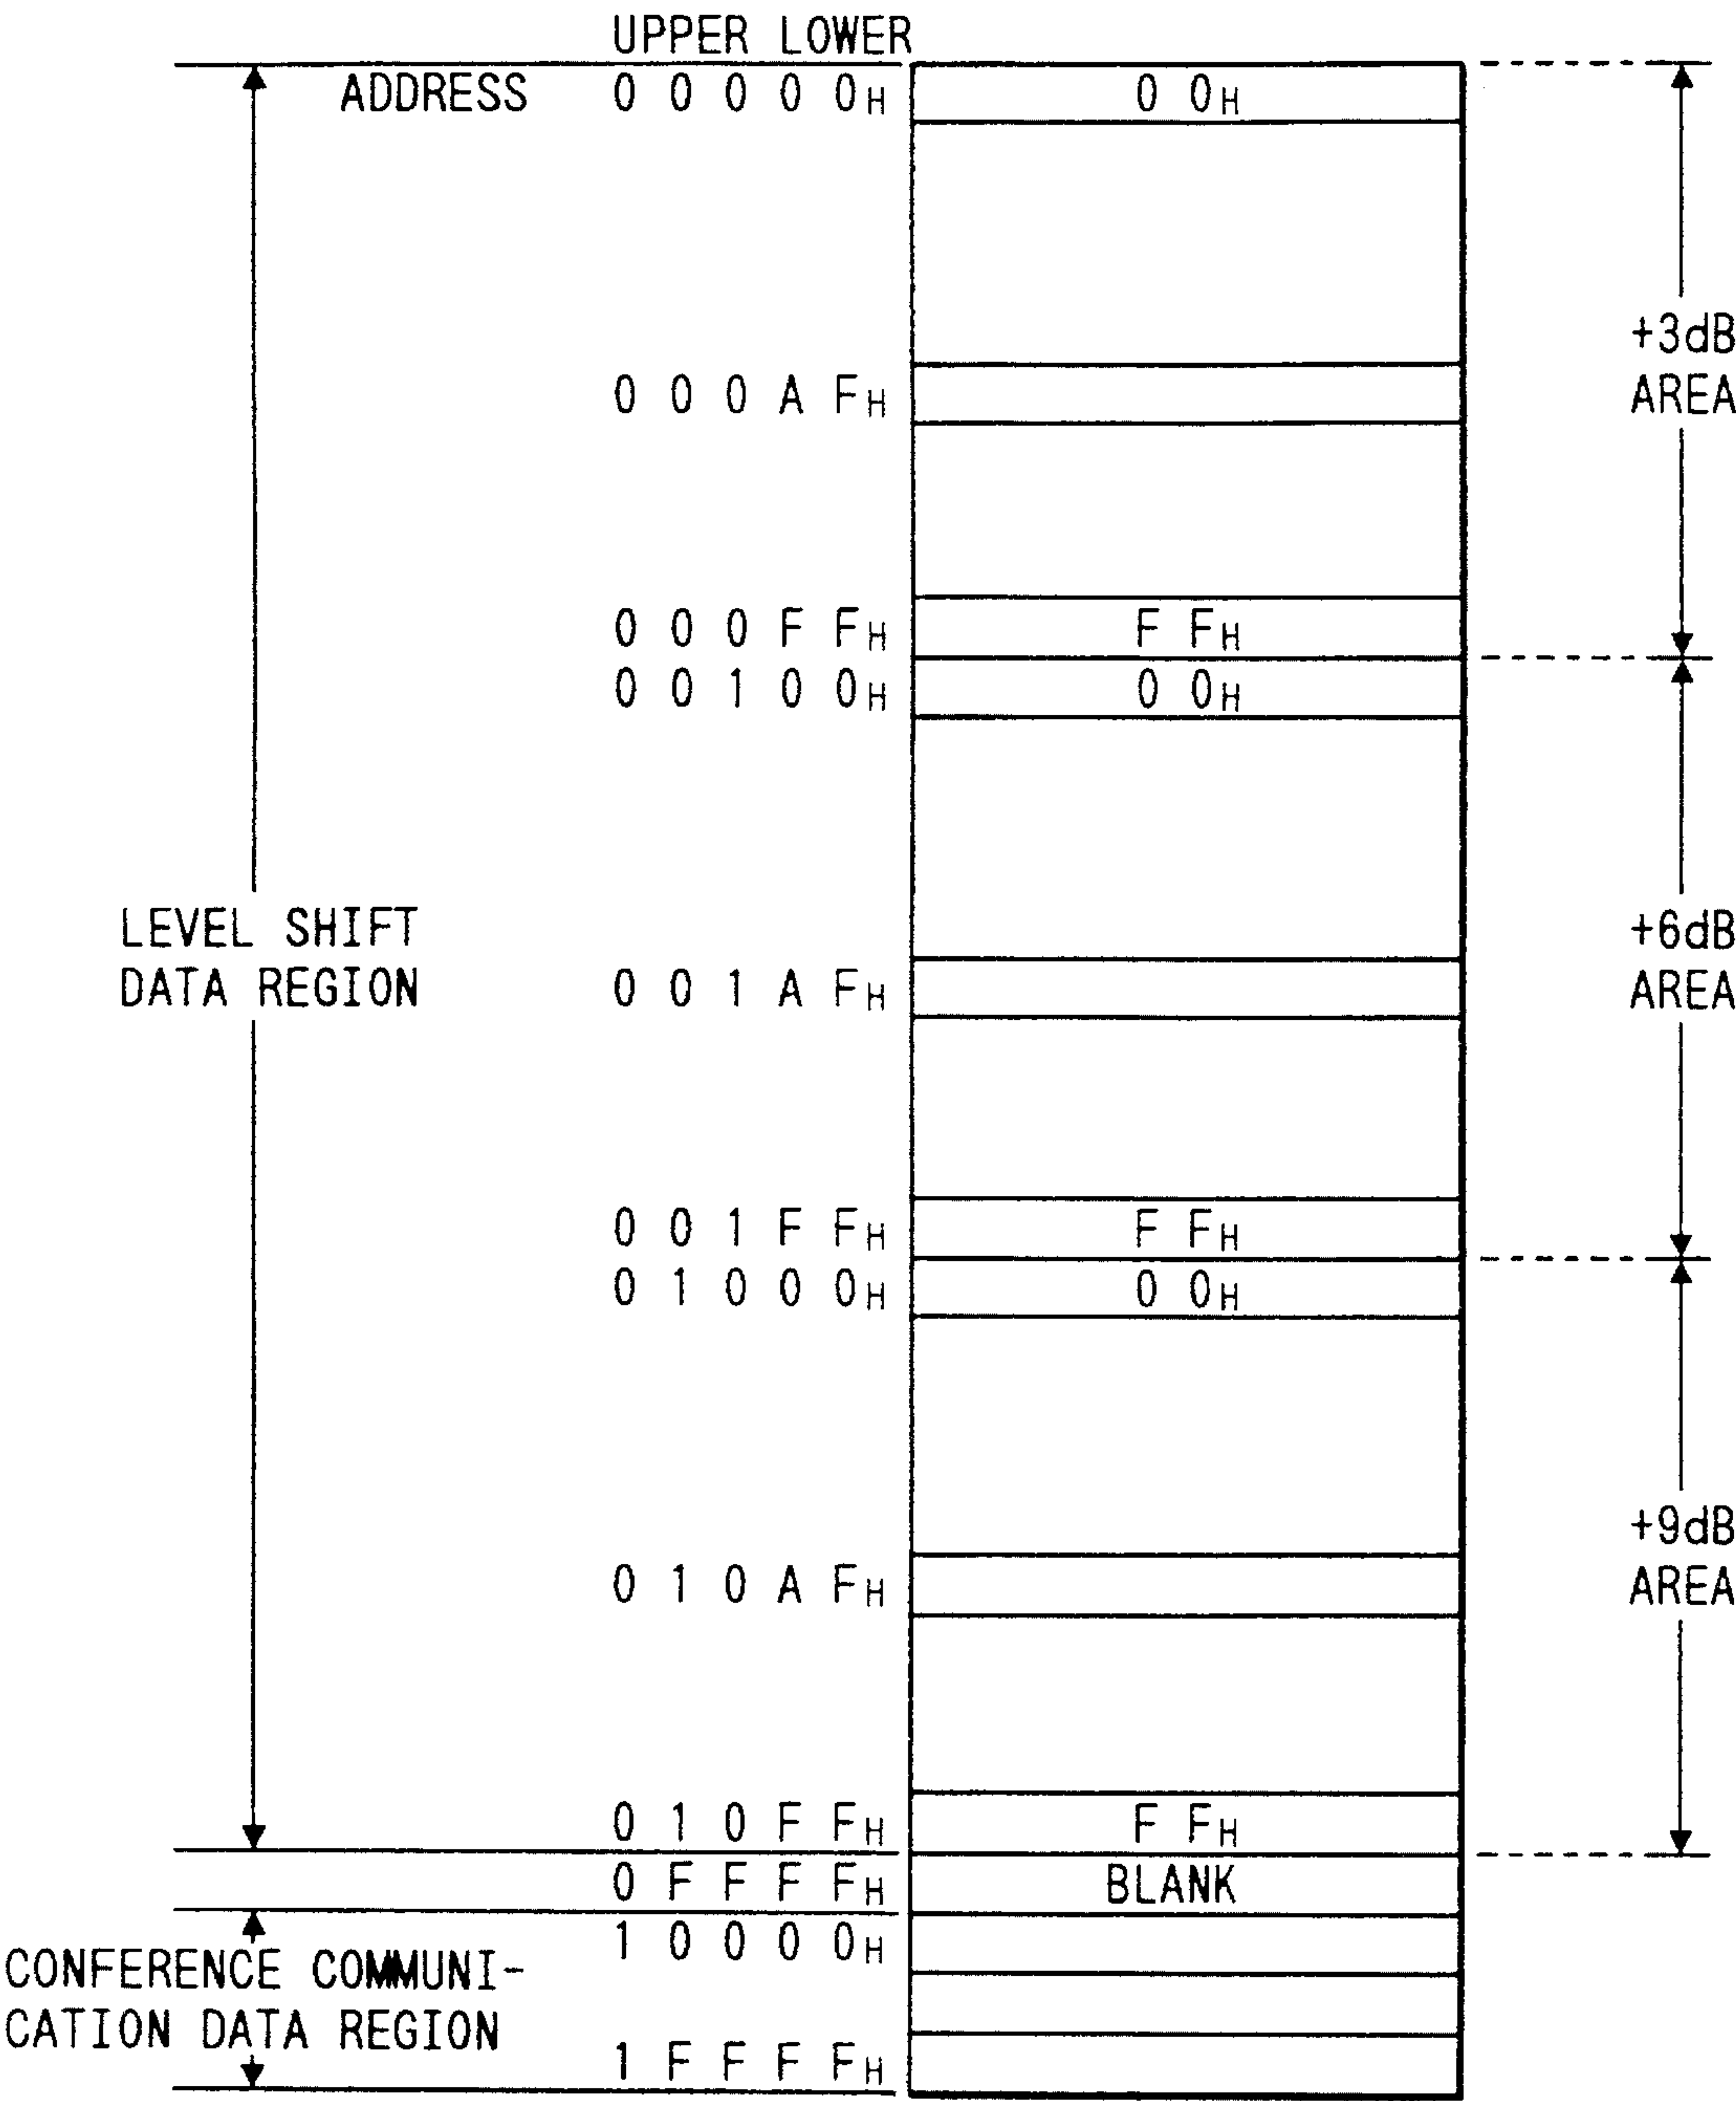 UPPER LOWER
ADDRESS 0 0 0 0 0H 0 0H
+3dB
AREA
0 0 0 A FH
0 0 0 F FH F FH
0 0 1 0 0H 0 0H
LEVEL SHIFT
DATA REGION
+6dB
AREA
0 0 1 A FH
0 0 1 F FH F FH
0 1 0 0 0H 0 0H
+9dB
AREA
0 1 0 A FH
0 1 0 F FH F FH
0 F F F FH BLANK
1 0 0 0 0H
CONFERENCE COMMUNI-
CATION DATA REGION
1 F F F FH